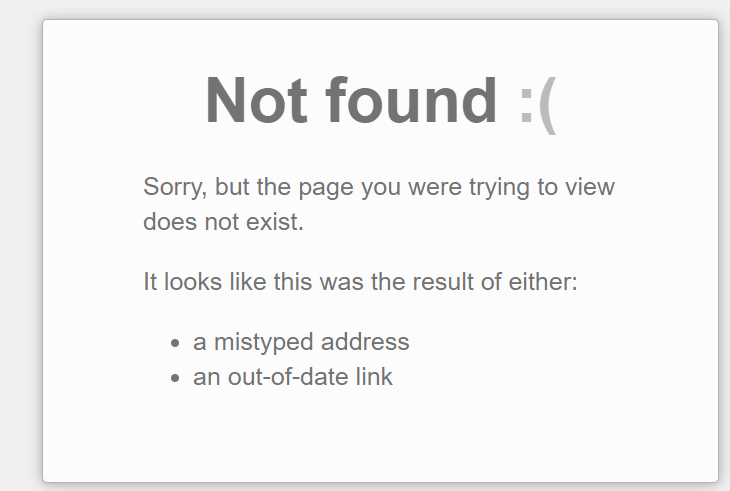 Not found :(
Sorry, but the page you were trying to view
does not exist.
It looks like this was the result of either:
• a mistyped address
• an out-of-date link